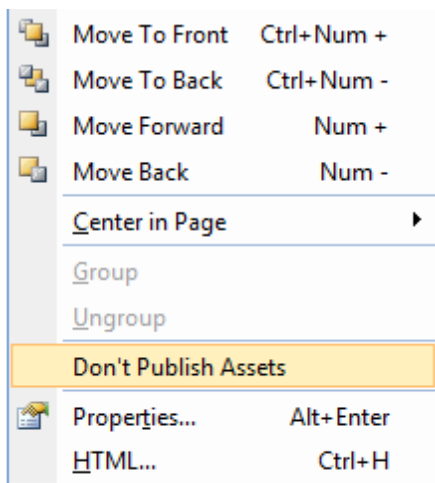 Move To Front Ctrl+Num +
Move To Back Ctrl+Num -
Move Forward Num +
Move Back Num -
Center in Page
Group
Ungroup
Don't Publish Assets
Properties... Alt+Enter
HTML... Ctrl+H